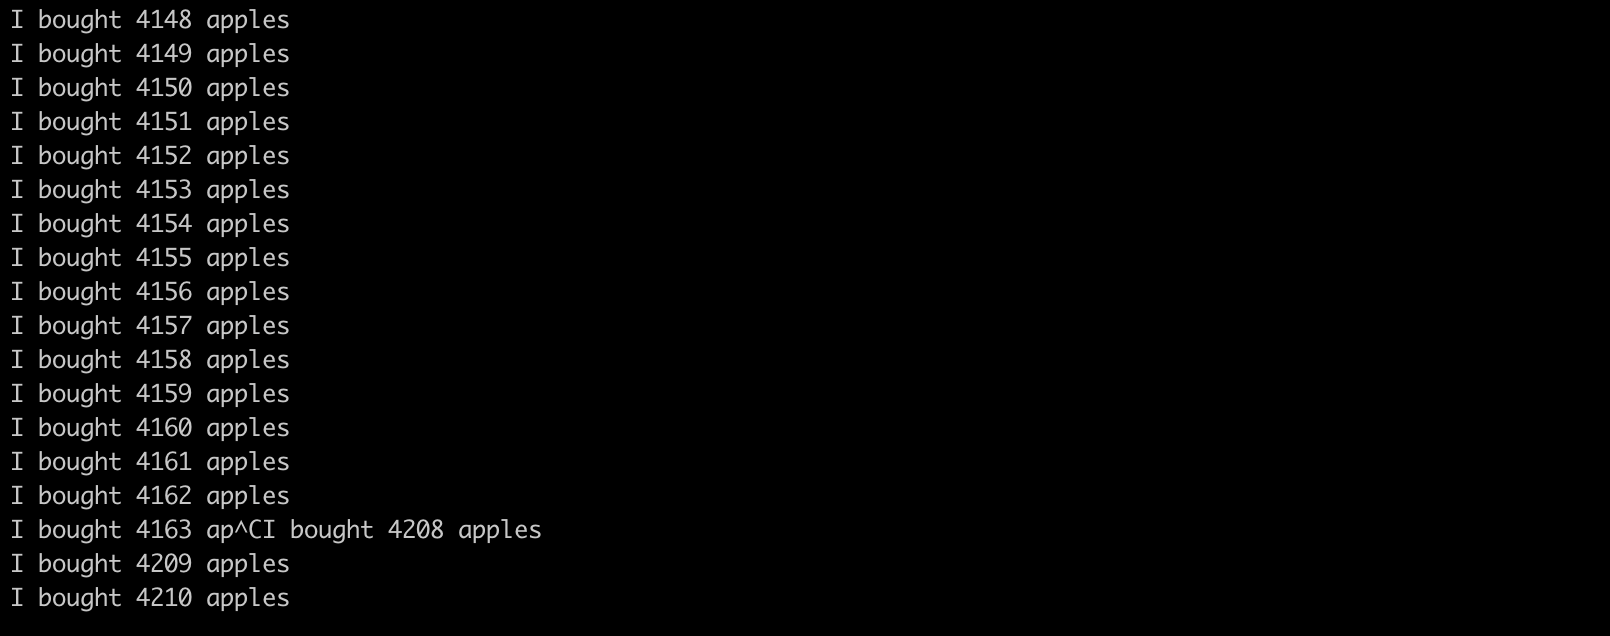 I bought 4148 apples
I bought 4149 apples
I bought 4150 apples
I bought 4151 apples
I bought 4152 apples
I bought 4153 apples
I bought 4154 apples
I bought 4155 apples
I bought 4156 apples
I bought 4157 apples
I bought 4158 apples
I bought 4159 apples
I bought 4160 apples
I bought 4161 apples
I bought 4162 apples
I bought 4163 ap^CI bought 4208 apples
I bought 4209 apples
I bought 4210 apples